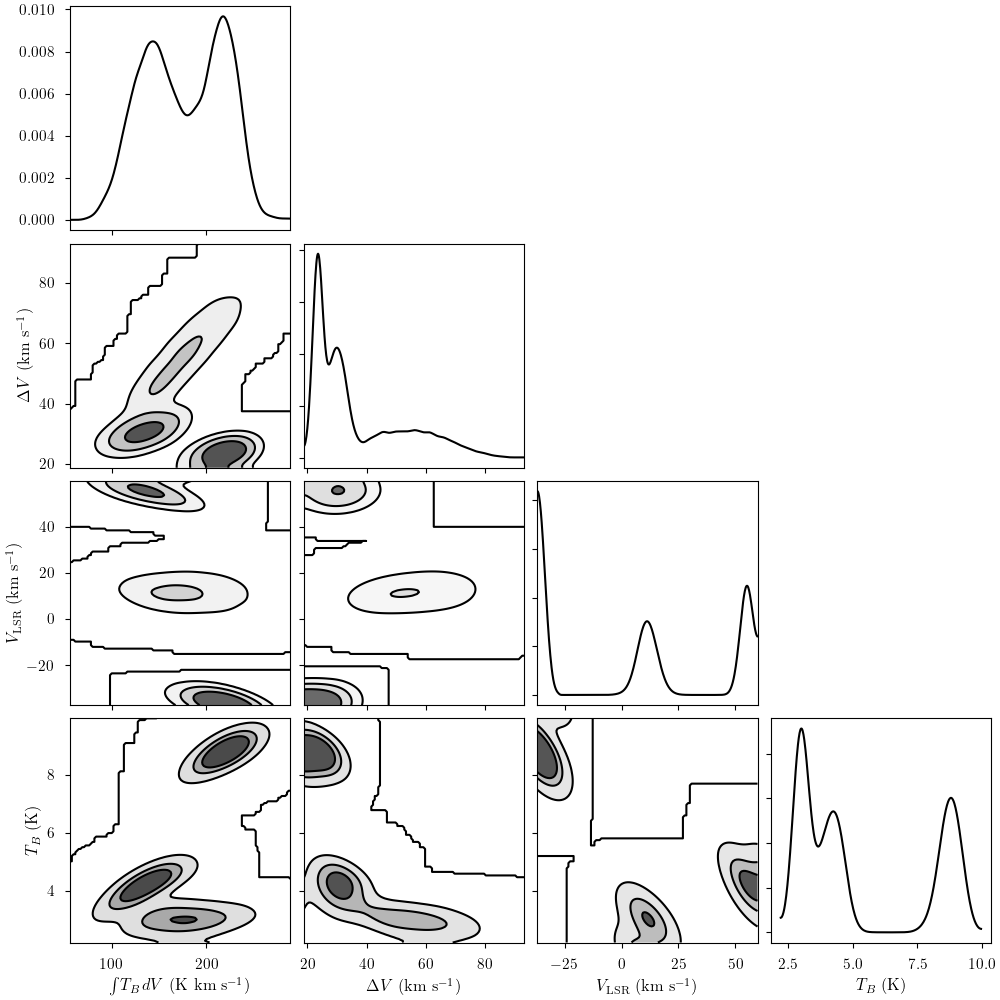 0.010
0.008
0.006
0.004
0.002
0.000
80
60
40
20
ΔV (km s⁻¹)
40
20
0
−20
V_LSR (km s⁻¹)
8
6
4
T_B (K)
100 200
20 40 60 80
−25 0 25 50
2.5 5.0 7.5 10.0
∫T_B dV (K km s⁻¹)
ΔV (km s⁻¹)
V_LSR (km s⁻¹)
T_B (K)